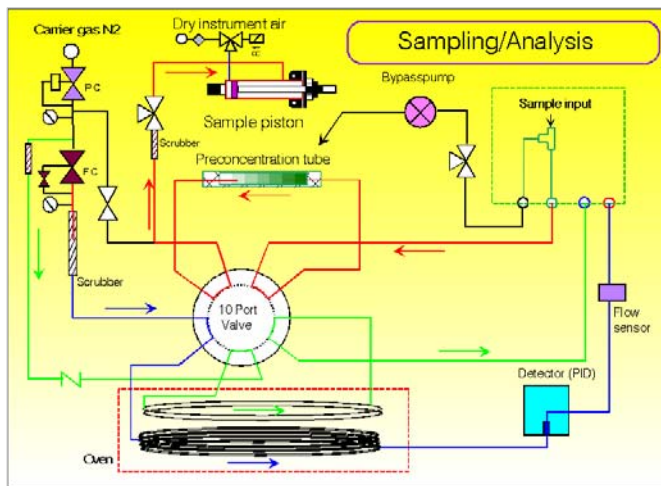 Carrier gas N2
Dry instrument air
Sampling/Analysis
PC
R1
Bypasspump
Sample input
Sample piston
Scrubber
Preconcentration tube
FC
Scrubber
10 Port
Valve
Flow
sensor
Detector (PID)
Oven